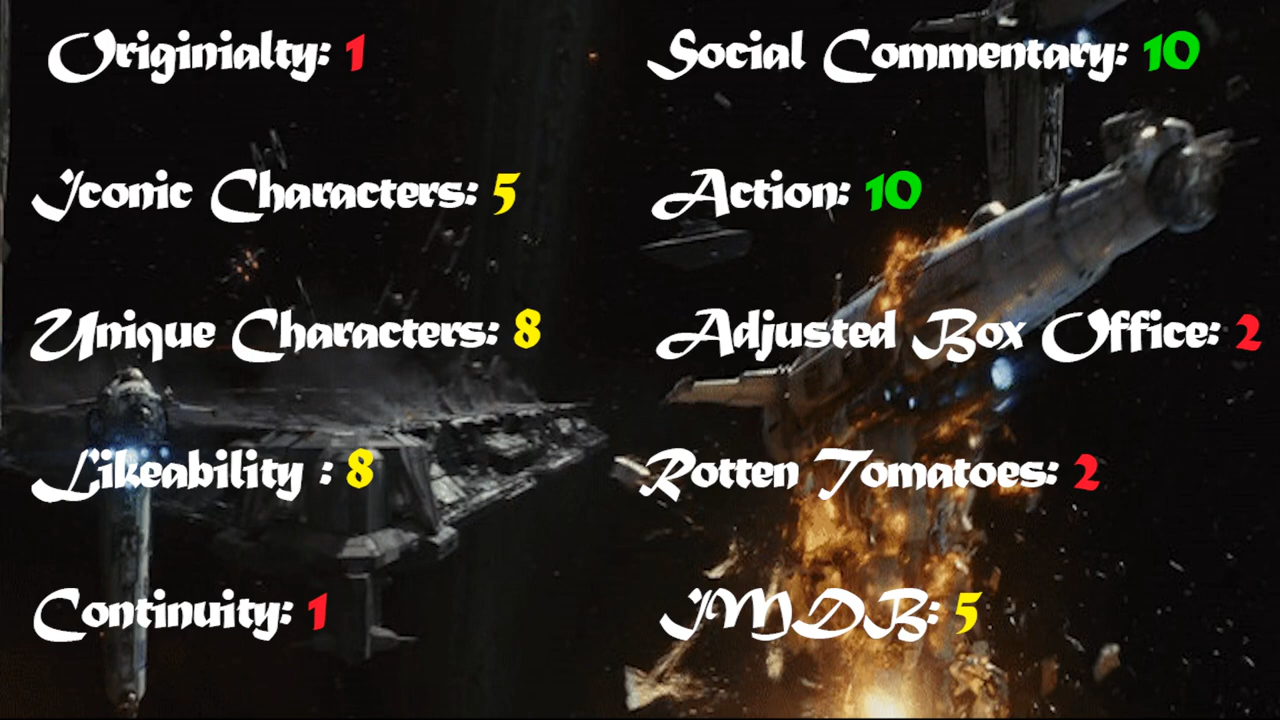 Originialty: 1
Iconic Characters: 5
Unique Characters: 8
Likeability : 8
Continuity: 1
Social Commentary: 10
Action: 10
Adjusted Box Office: 2
Rotten Tomatoes: 2
IMDB: 5